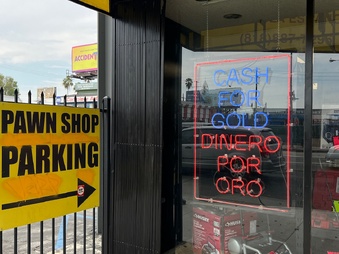 ACCIDENT
PAWN SHOP
PARKING
CASH
FOR
GOLD
DINERO
POR
ORO